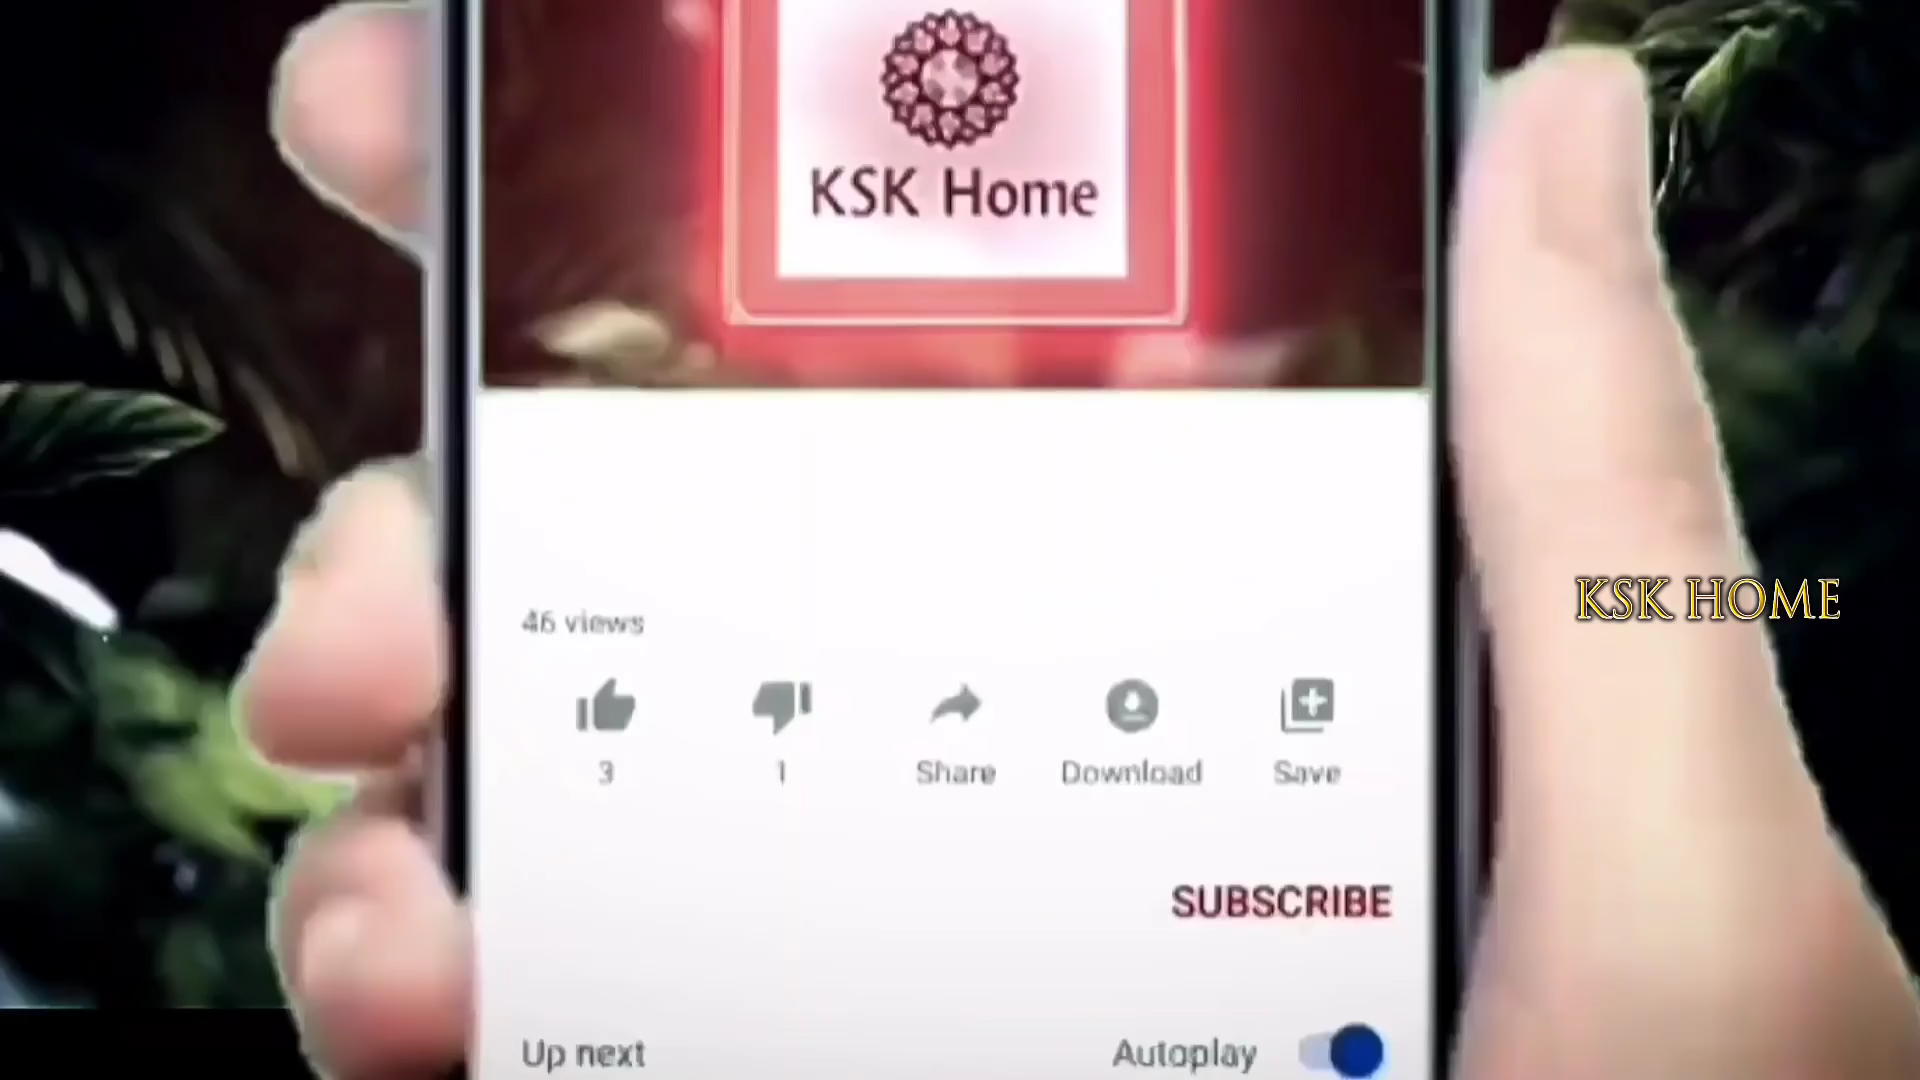 KSK Home
KSK HOME
46 views
3
1
Share
Download
Save
SUBSCRIBE
Up next
Autoplay